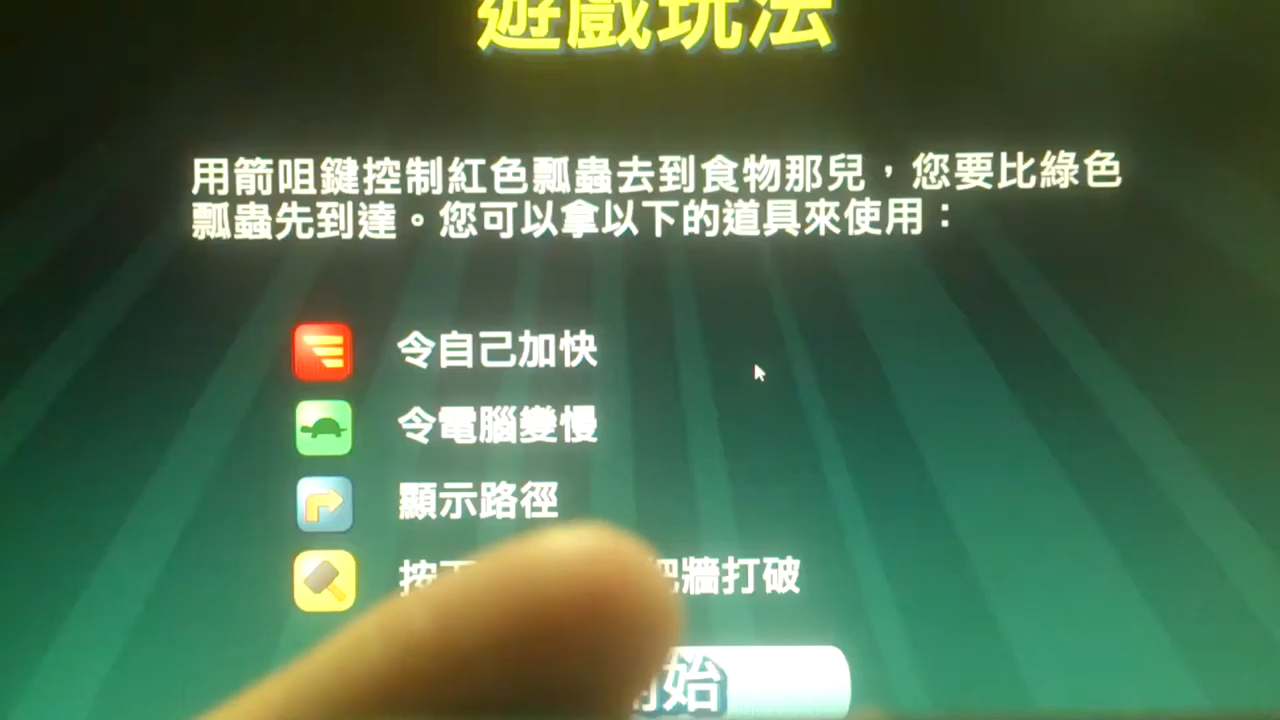 遊戲玩法
用箭咀鍵控制紅色瓢蟲去到食物那兒，您要比綠色
瓢蟲先到達。您可以拿以下的道具來使用：
令自己加快
令電腦變慢
顯示路徑
按 把牆打破
開始